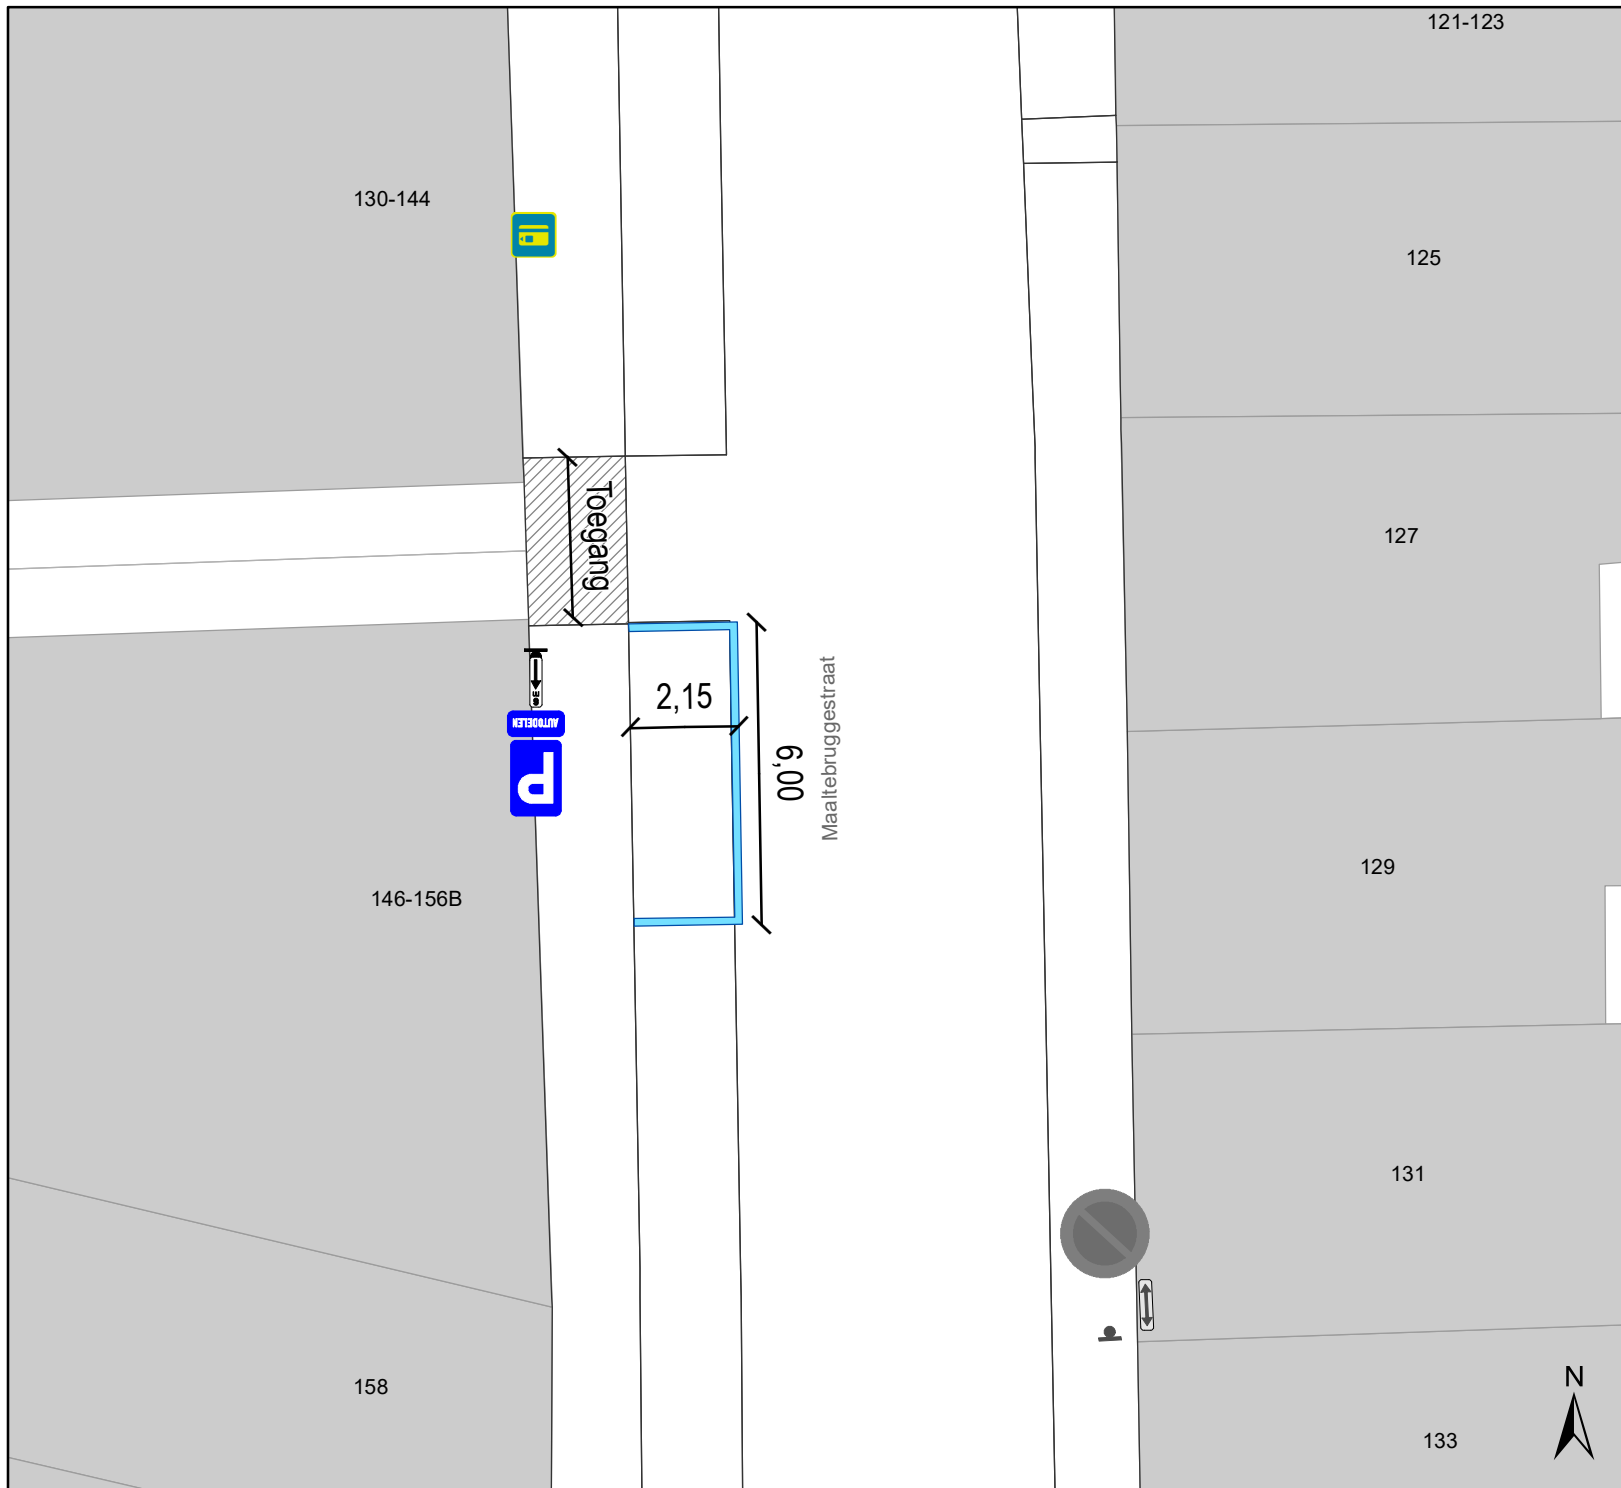 121-123
130-144
125
Toegang
127
2,15
6,00
Maaltebruggestraat
AUTODELEN
P
129
146-156B
131
158
N
133